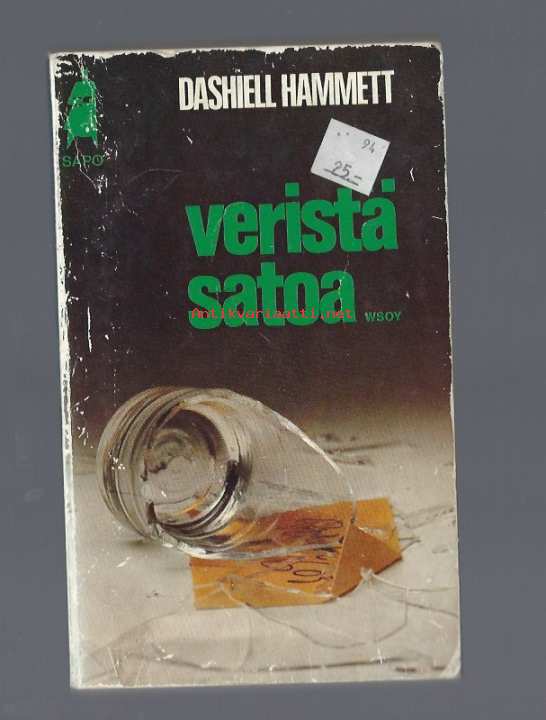 DASHIELL HAMMETT
SAPO
94
25.-
veristä
satoa
WSOY
Antikvariaatti.net